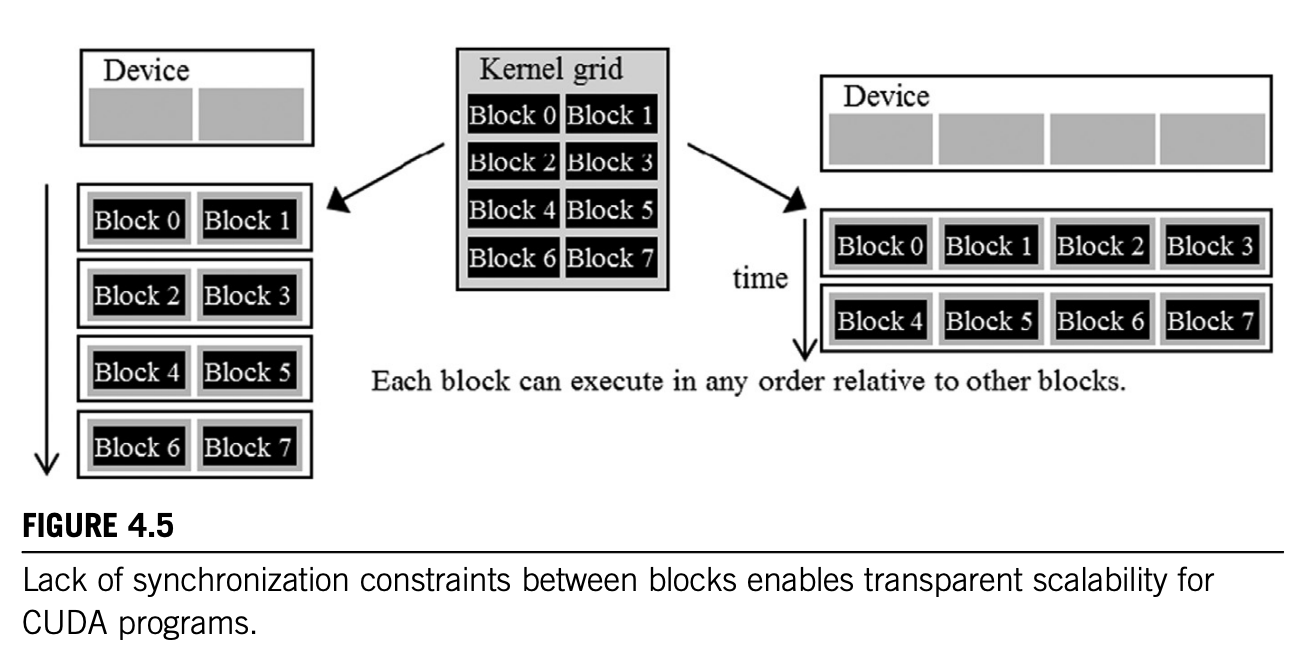 Device
Kernel grid
Block 0 Block 1
Block 2 Block 3
Block 4 Block 5
Block 6 Block 7
Device
Block 0 Block 1
Block 2 Block 3
Block 4 Block 5
Block 6 Block 7
time
Block 0 Block 1 Block 2 Block 3
Block 4 Block 5 Block 6 Block 7
Each block can execute in any order relative to other blocks.
FIGURE 4.5
Lack of synchronization constraints between blocks enables transparent scalability for
CUDA programs.